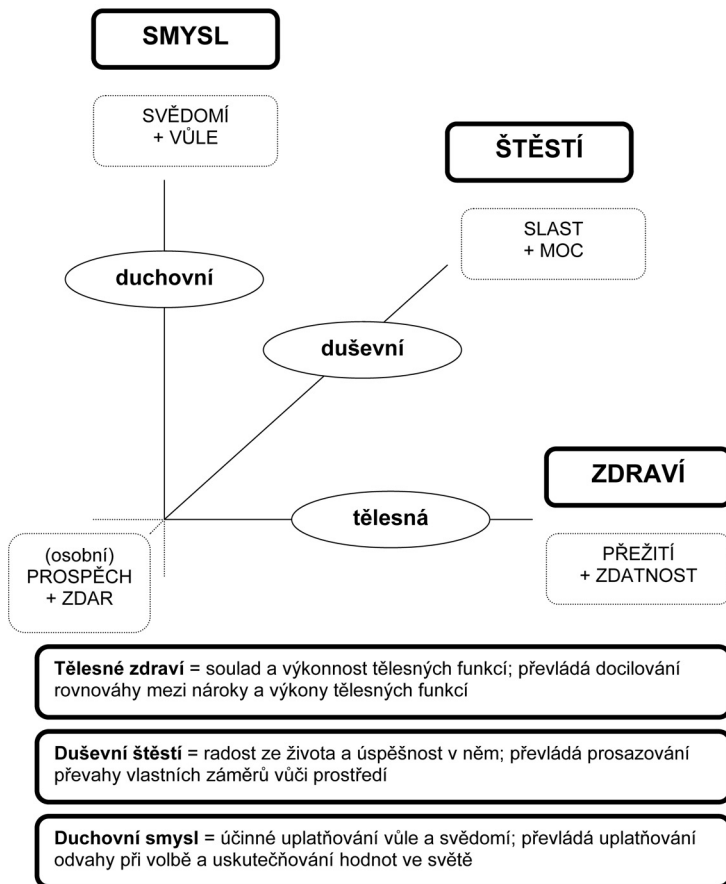 SMYSL
SVĚDOMÍ
+ VŮLE
ŠTĚSTÍ
SLAST
+ MOC
duchovní
duševní
ZDRAVÍ
tělesná
(osobní)
PROSPĚCH
+ ZDAR
PŘEŽITÍ
+ ZDATNOST
Tělesné zdraví = soulad a výkonnost tělesných funkcí; převládá docilování
rovnováhy mezi nároky a výkony tělesných funkcí
Duševní štěstí = radost ze života a úspěšnost v něm; převládá prosazování
převahy vlastních záměrů vůči prostředí
Duchovní smysl = účinné uplatňování vůle a svědomí; převládá uplatňování
odvahy při volbě a uskutečňování hodnot ve světě